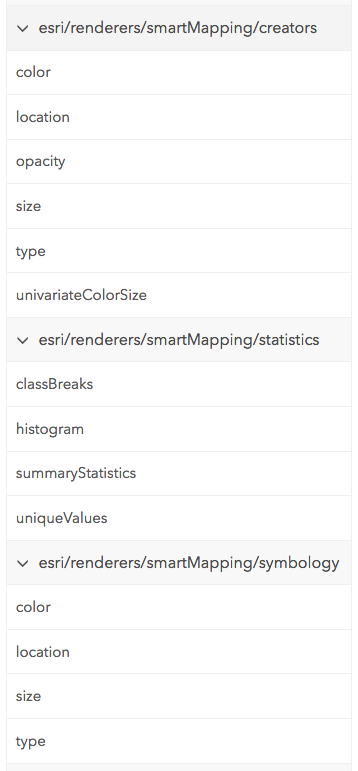 esri/renderers/smartMapping/creators
color
location
opacity
size
type
univariateColorSize
esri/renderers/smartMapping/statistics
classBreaks
histogram
summaryStatistics
uniqueValues
esri/renderers/smartMapping/symbology
color
location
size
type